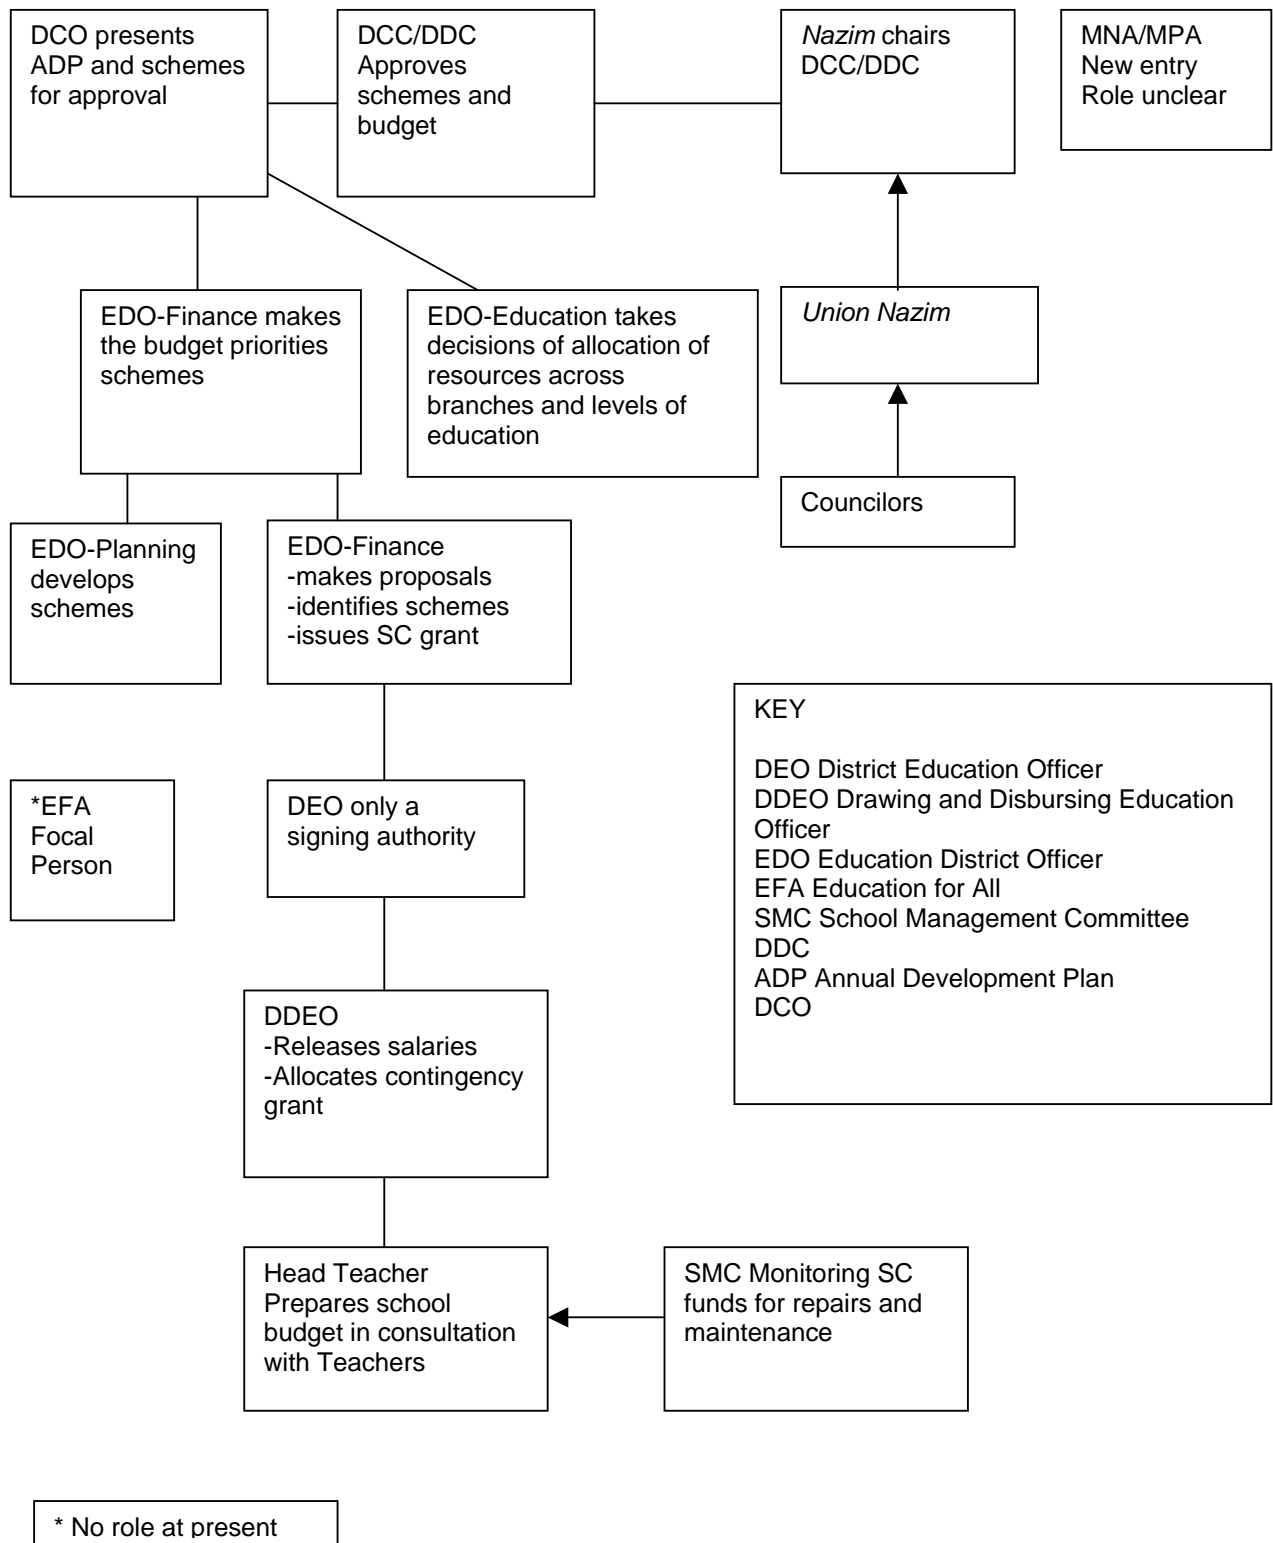 DCO presents
ADP and schemes
for approval
DCC/DDC
Approves
schemes and
budget
Nazim chairs
DCC/DDC
MNA/MPA
New entry
Role unclear
EDO-Finance makes
the budget priorities
schemes
EDO-Education takes
decisions of allocation of
resources across
branches and levels of
education
Union Nazim
Councilors
EDO-Planning
develops
schemes
EDO-Finance
-makes proposals
-identifies schemes
-issues SC grant
KEY
DEO District Education Officer
DDEO Drawing and Disbursing Education
Officer
EDO Education District Officer
EFA Education for All
SMC School Management Committee
DDC
ADP Annual Development Plan
DCO
*EFA
Focal
Person
DEO only a
signing authority
DDEO
-Releases salaries
-Allocates contingency
grant
Head Teacher
Prepares school
budget in consultation
with Teachers
SMC Monitoring SC
funds for repairs and
maintenance
* No role at present